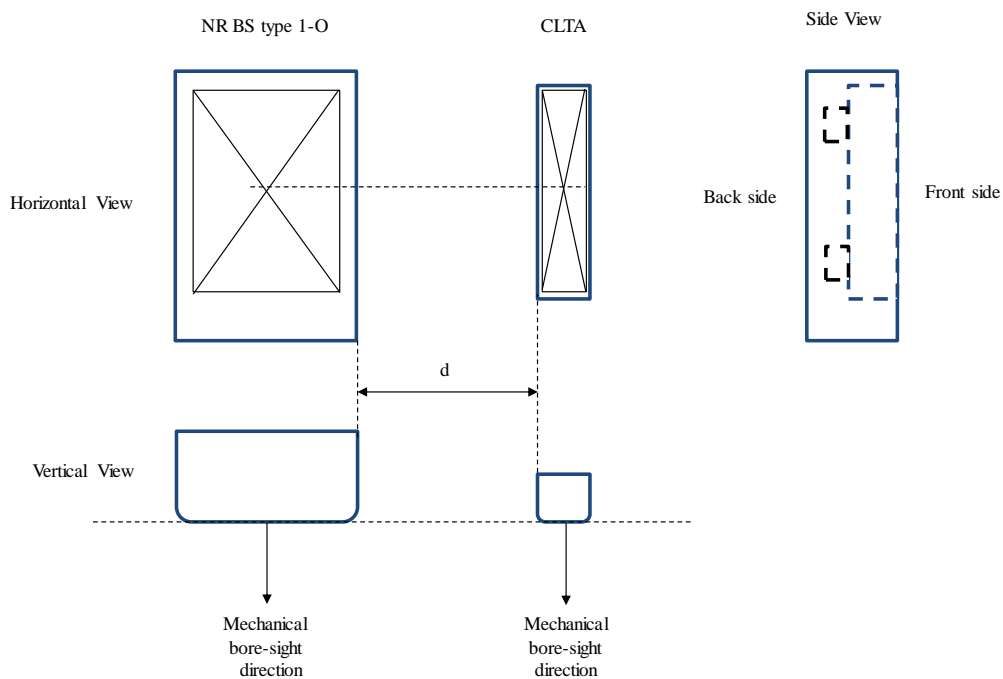 NR BS type 1-O
CLTA
Side View
Horizontal View
Back side
Front side
d
Vertical View
Mechanical
bore-sight
direction
Mechanical
bore-sight
direction